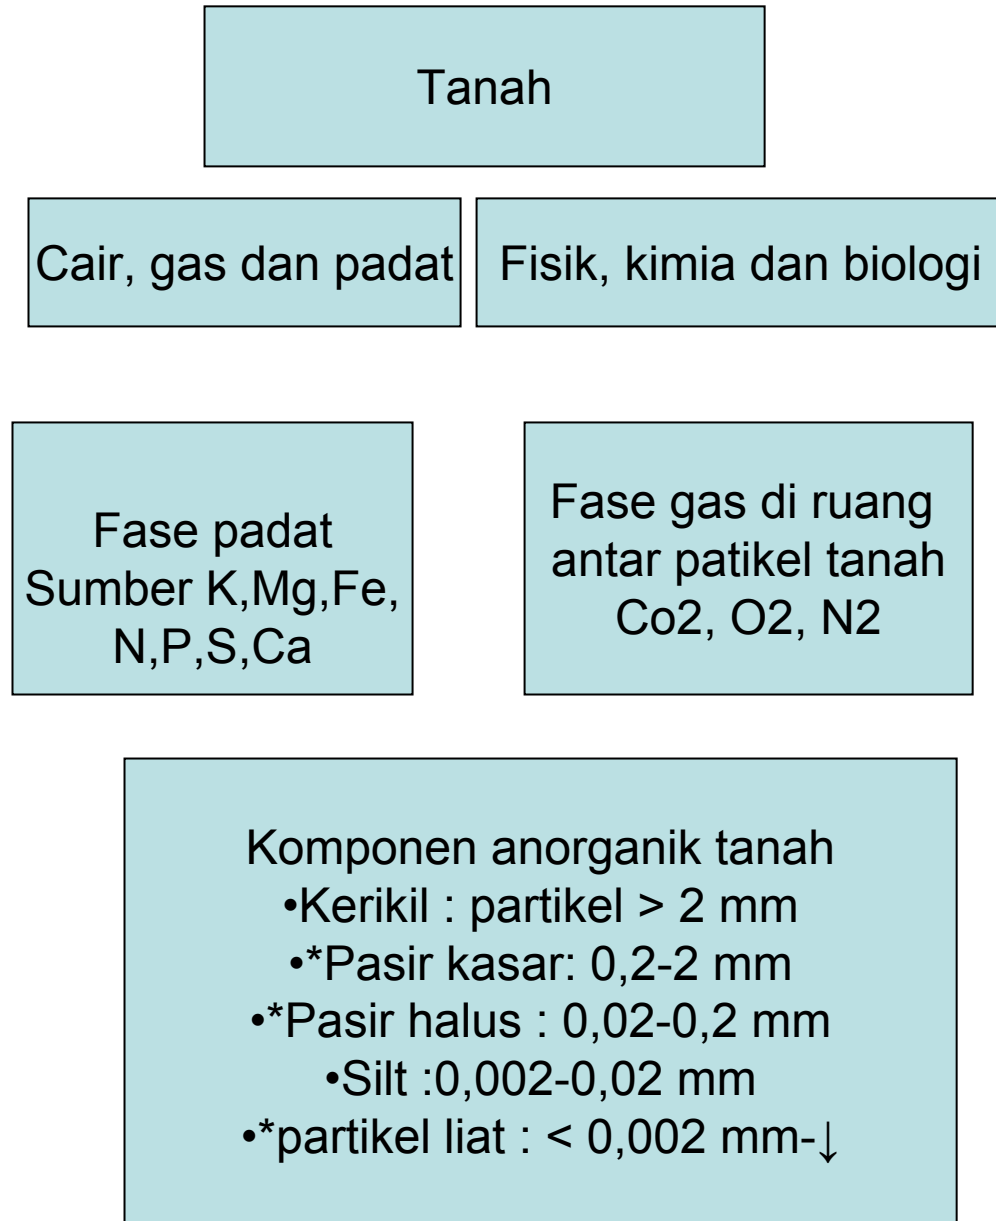 Tanah
Cair, gas dan padat
Fisik, kimia dan biologi
Fase padat
Sumber K,Mg,Fe,
N,P,S,Ca
Fase gas di ruang
antar patikel tanah
Co2, O2, N2
Komponen anorganik tanah
•Kerikil : partikel > 2 mm
•*Pasir kasar: 0,2-2 mm
•*Pasir halus : 0,02-0,2 mm
•Silt :0,002-0,02 mm
•*partikel liat : < 0,002 mm-↓